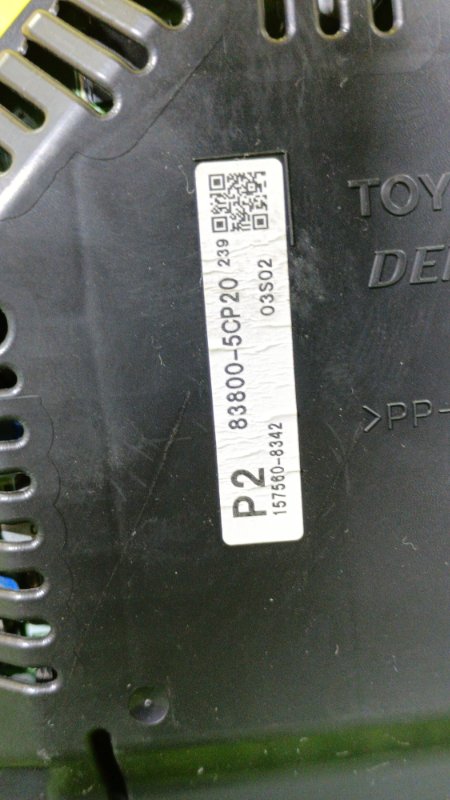 P2
83800-5CP20 239
157560-8342
03S02
TOY
DE
>PP-